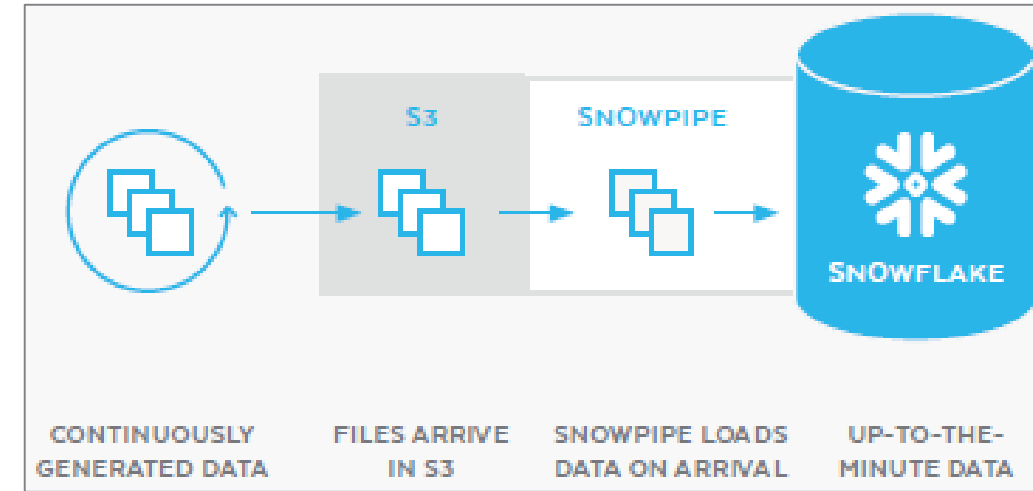 S3
SNOWPIPE
SNOWFLAKE
CONTINUOUSLY
GENERATED DATA
FILES ARRIVE
IN S3
SNOWPIPE LOADS
DATA ON ARRIVAL
UP-TO-THE-
MINUTE DATA